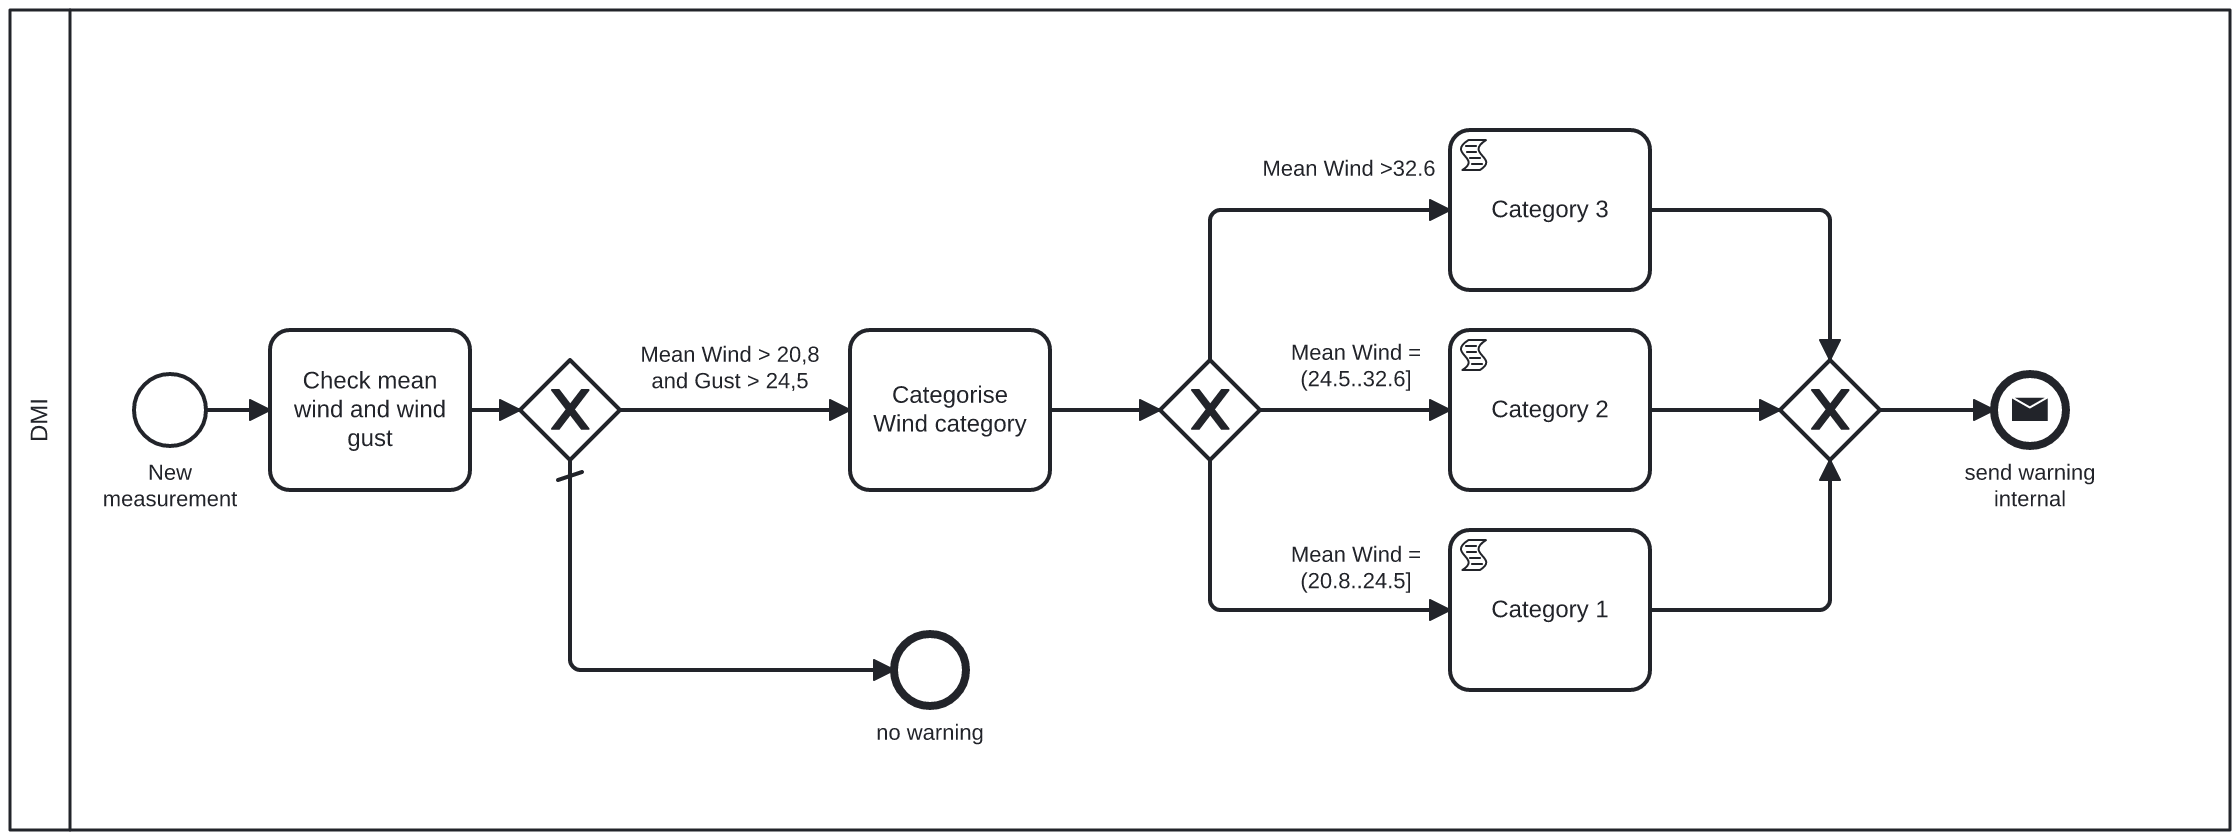 DMI
New
measurement
Check mean
wind and wind
gust
Mean Wind > 20,8
and Gust > 24,5
no warning
Categorise
Wind category
Mean Wind >32.6
Category 3
Mean Wind =
(24.5..32.6]
Category 2
Mean Wind =
(20.8..24.5]
Category 1
send warning
internal